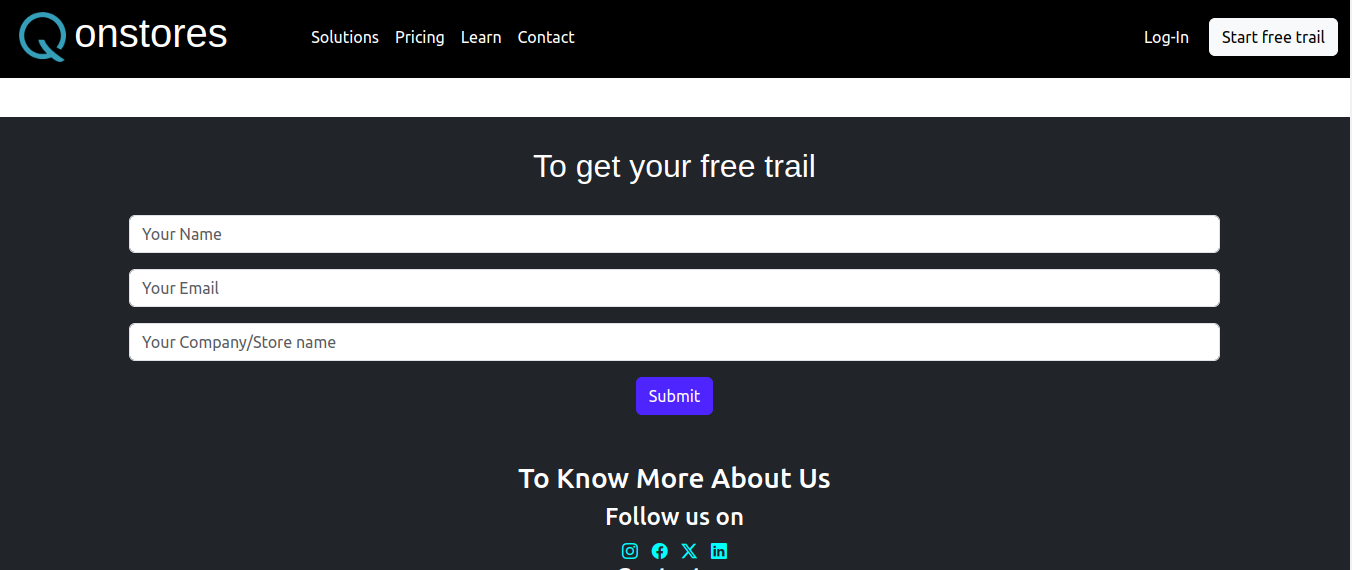 Qonstores
Solutions Pricing Learn Contact
Log-In Start free trail
To get your free trail
Your Name
Your Email
Your Company/Store name
Submit
To Know More About Us
Follow us on